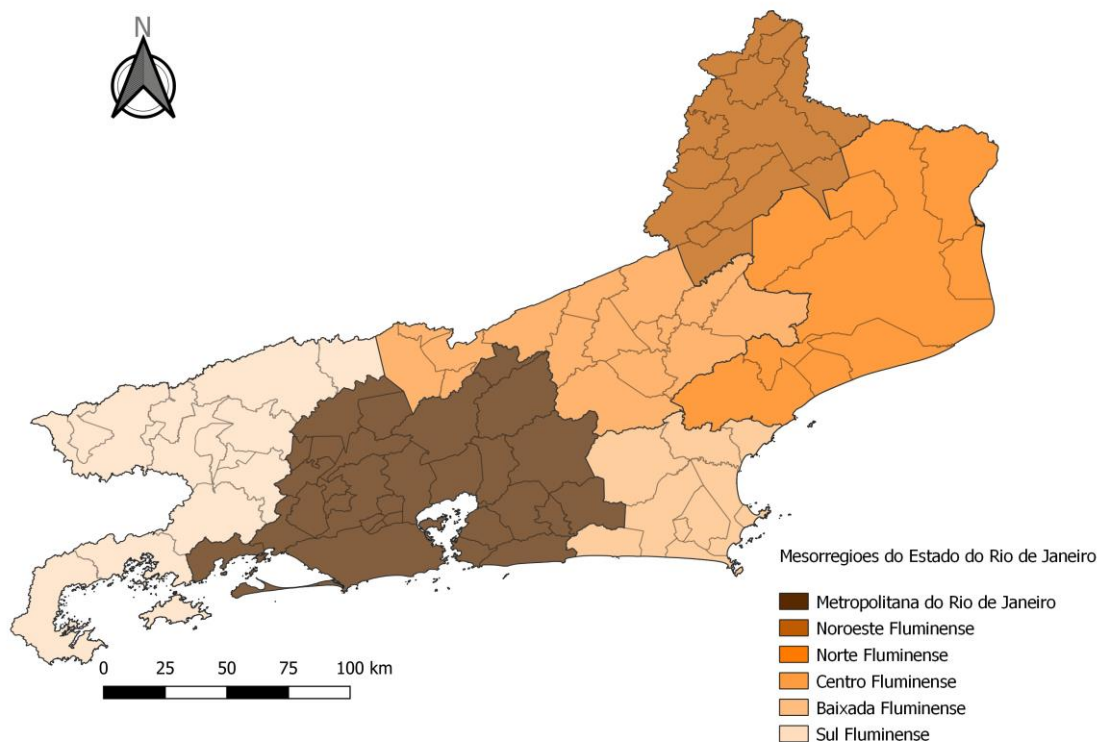 N
Mesorregioes do Estado do Rio de Janeiro
Metropolitana do Rio de Janeiro
Noroeste Fluminense
Norte Fluminense
Centro Fluminense
Baixada Fluminense
Sul Fluminense
0 25 50 75 100 km